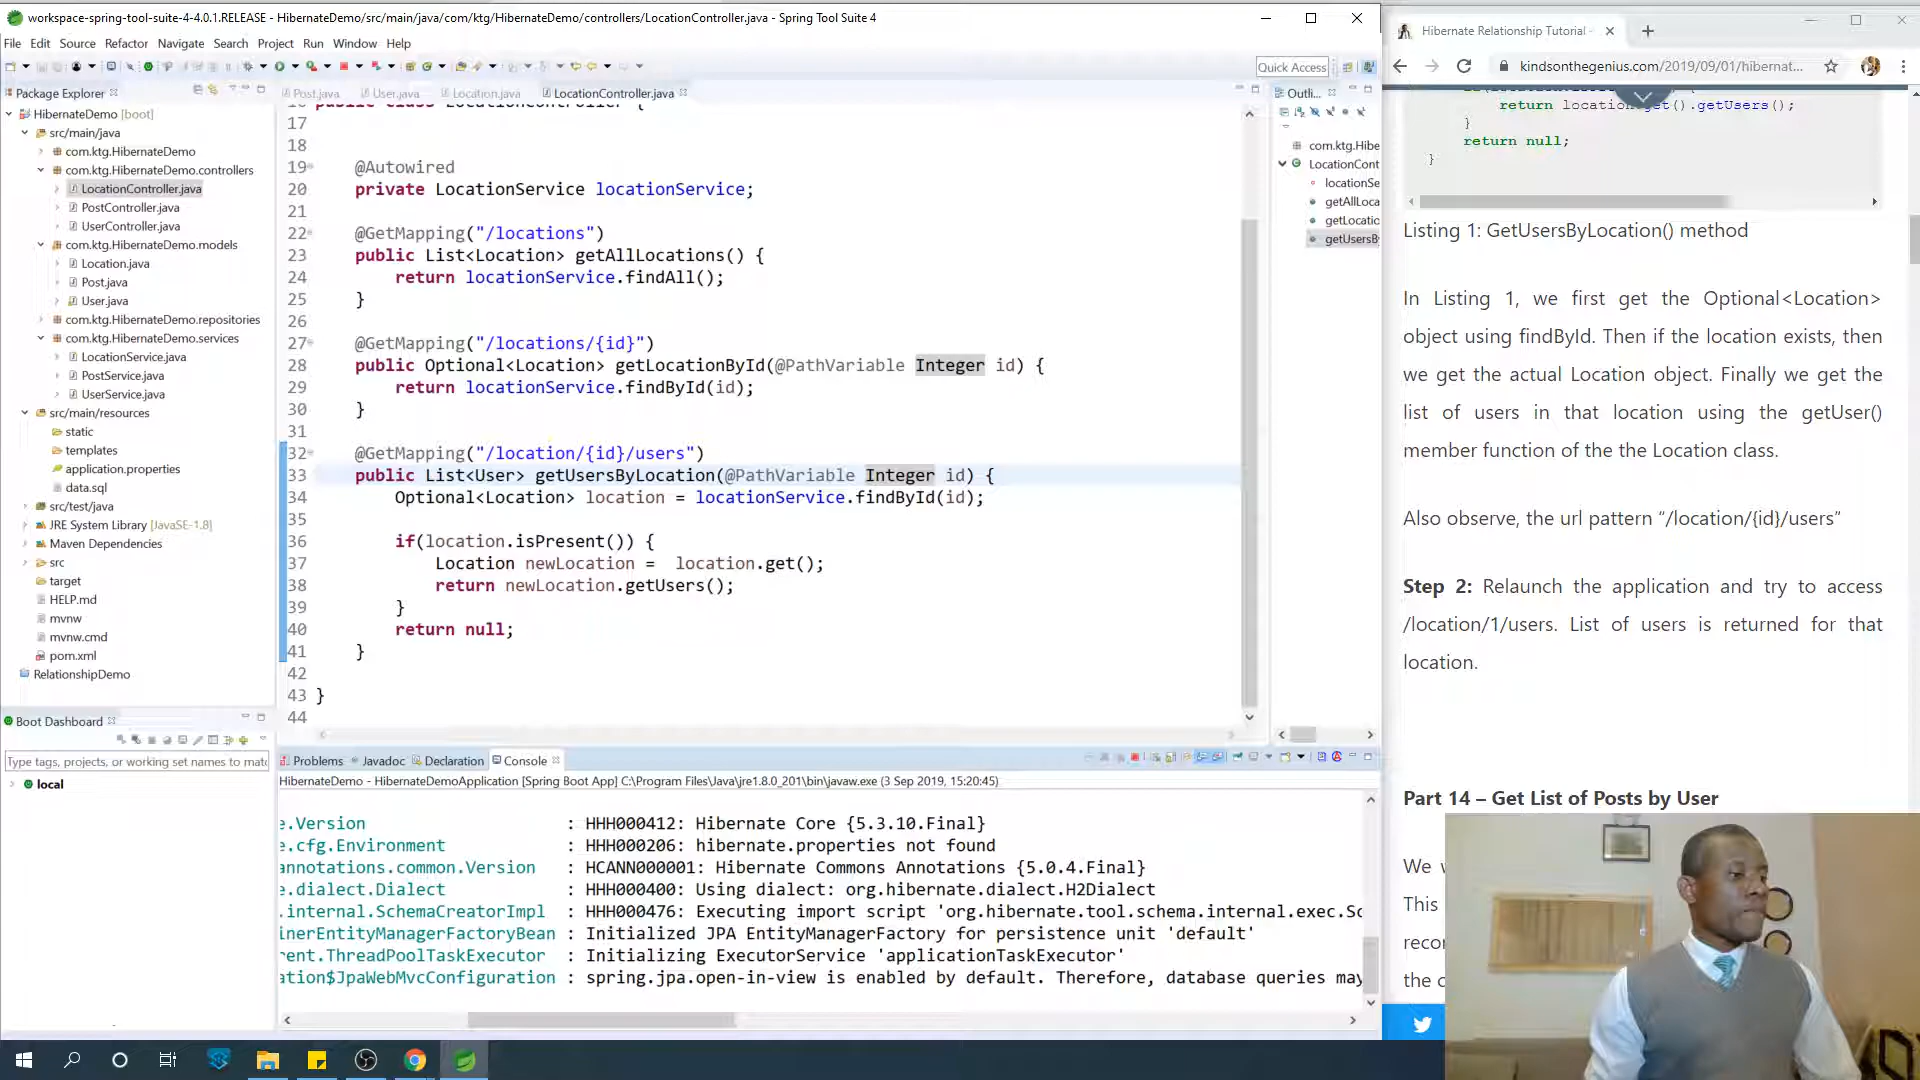 workspace-spring-tool-suite-4-4.0.1.RELEASE - HibernateDemo/src/main/java/com/ktg/HibernateDemo/controllers/LocationController.java - Spring Tool Suite 4
File Edit Source Refactor Navigate Search Project Run Window Help
Quick Access
Package Explorer
HibernateDemo [boot]
src/main/java
com.ktg.HibernateDemo
com.ktg.HibernateDemo.controllers
LocationController.java
PostController.java
UserController.java
com.ktg.HibernateDemo.models
Location.java
Post.java
User.java
com.ktg.HibernateDemo.repositories
com.ktg.HibernateDemo.services
LocationService.java
PostService.java
UserService.java
src/main/resources
static
templates
application.properties
data.sql
src/test/java
JRE System Library [JavaSE-1.8]
Maven Dependencies
src
target
HELP.md
mvnw
mvnw.cmd
pom.xml
RelationshipDemo
Boot Dashboard
Type tags, projects, or working set names to matc
local
Post.java User.java Location.java LocationController.java
16 public class LocationController {
17
18
19 @Autowired
20 private LocationService locationService;
21
22 @GetMapping("/locations")
23 public List<Location> getAllLocations() {
24 return locationService.findAll();
25 }
26
27 @GetMapping("/locations/{id}")
28 public Optional<Location> getLocationById(@PathVariable Integer id) {
29 return locationService.findById(id);
30 }
31
32 @GetMapping("/location/{id}/users")
33 public List<User> getUsersByLocation(@PathVariable Integer id) {
34 Optional<Location> location = locationService.findById(id);
35
36 if(location.isPresent()) {
37 Location newLocation = location.get();
38 return newLocation.getUsers();
39 }
40 return null;
41 }
42
43 }
44
Outli...
com.ktg.Hibe
LocationCont
locationSe
getAllLoca
getLocatio
getUsersB
Problems Javadoc Declaration Console
HibernateDemo - HibernateDemoApplication [Spring Boot App] C:\Program Files\Java\jre1.8.0_201\bin\javaw.exe (3 Sep 2019, 15:20:45)
e.Version : HHH000412: Hibernate Core {5.3.10.Final}
e.cfg.Environment : HHH000206: hibernate.properties not found
annotations.common.Version : HCANN000001: Hibernate Commons Annotations {5.0.4.Final}
e.dialect.Dialect : HHH000400: Using dialect: org.hibernate.dialect.H2Dialect
.internal.SchemaCreatorImpl : HHH000476: Executing import script 'org.hibernate.tool.schema.internal.exec.Sc
inerEntityManagerFactoryBean : Initialized JPA EntityManagerFactory for persistence unit 'default'
rent.ThreadPoolTaskExecutor : Initializing ExecutorService 'applicationTaskExecutor'
ation$JpaWebMvcConfiguration : spring.jpa.open-in-view is enabled by default. Therefore, database queries may
Hibernate Relationship Tutorial -
kindsonthegenius.com/2019/09/01/hibernat...
return location.get().getUsers();
}
return null;
}
Listing 1: GetUsersByLocation() method
In Listing 1, we first get the Optional<Location>
object using findById. Then if the location exists, then
we get the actual Location object. Finally we get the
list of users in that location using the getUser()
member function of the the Location class.
Also observe, the url pattern “/location/{id}/users”
Step 2: Relaunch the application and try to access
/location/1/users. List of users is returned for that
location.
Part 14 – Get List of Posts by User
We
This
recor
the c